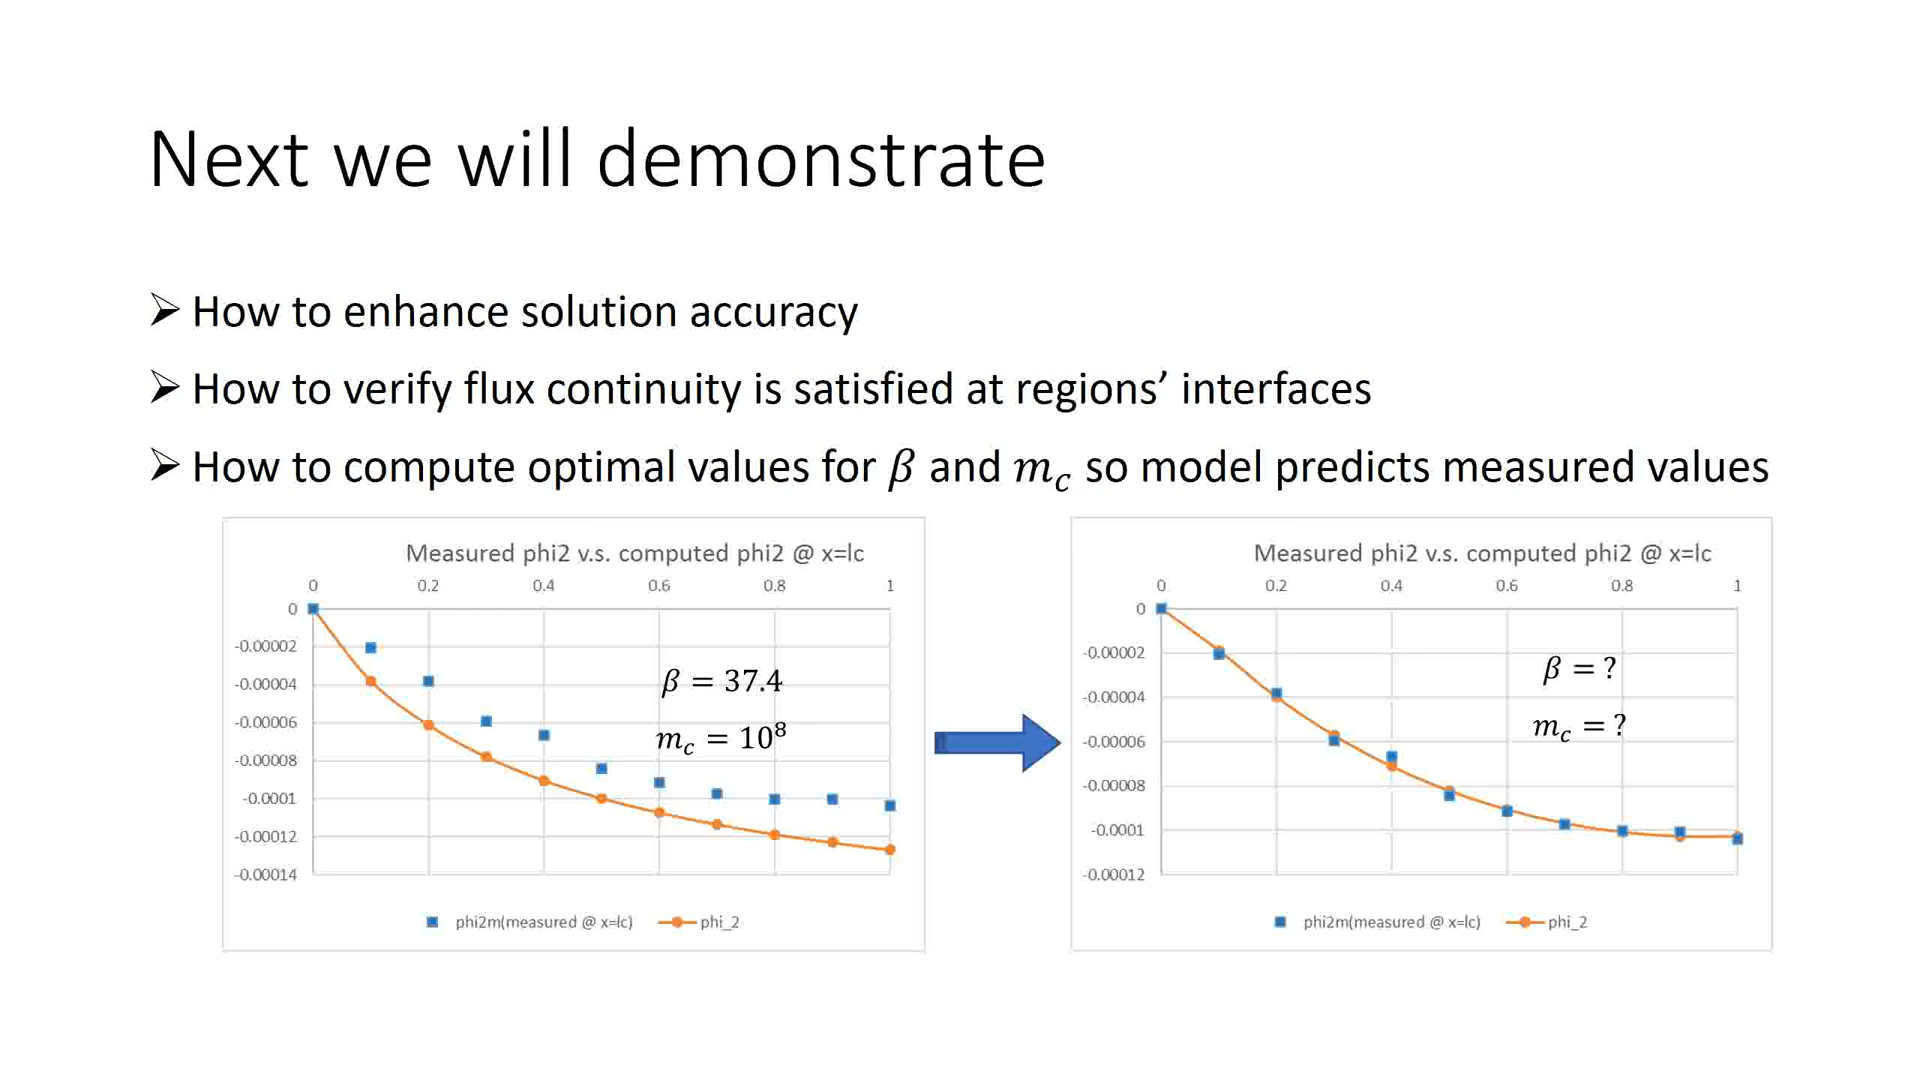 Next we will demonstrate
➢ How to enhance solution accuracy
➢ How to verify flux continuity is satisfied at regions’ interfaces
➢ How to compute optimal values for β and m_c so model predicts measured values
Measured phi2 v.s. computed phi2 @ x=lc
0 0.2 0.4 0.6 0.8 1
0
-0.00002
-0.00004
-0.00006
-0.00008
-0.0001
-0.00012
-0.00014
β = 37.4
m_c = 10^8
phi2m(measured @ x=lc) phi_2
Measured phi2 v.s. computed phi2 @ x=lc
0 0.2 0.4 0.6 0.8 1
0
-0.00002
-0.00004
-0.00006
-0.00008
-0.0001
-0.00012
β = ?
m_c = ?
phi2m(measured @ x=lc) phi_2